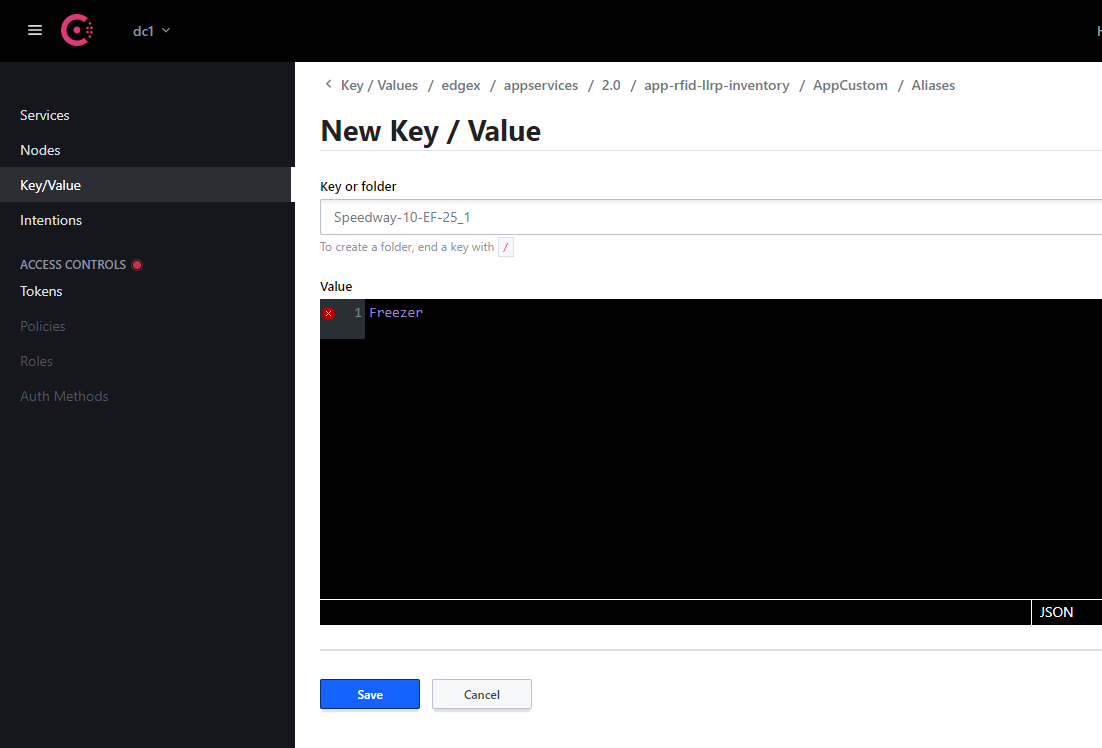 dc1
Services
Nodes
Key/Value
Intentions
ACCESS CONTROLS
Tokens
Policies
Roles
Auth Methods
Key / Values / edgex / appservices / 2.0 / app-rfid-llrp-inventory / AppCustom / Aliases
New Key / Value
Key or folder
Speedway-10-EF-25_1
To create a folder, end a key with /
Value
1 Freezer
JSON
Save Cancel